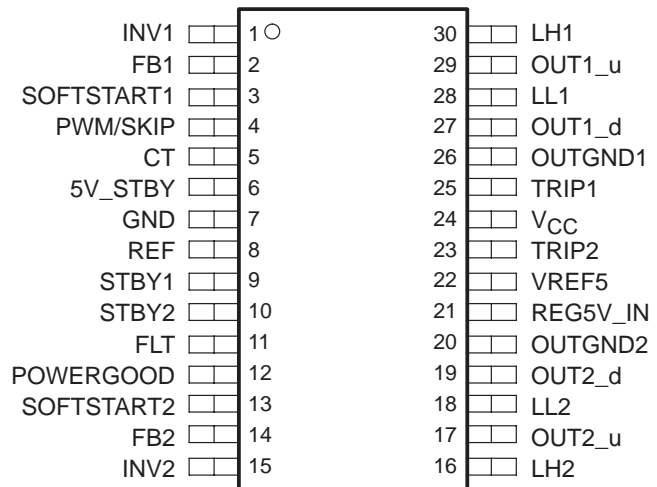 INV1 1 30 LH1
FB1 2 29 OUT1_u
SOFTSTART1 3 28 LL1
PWM/SKIP 4 27 OUT1_d
CT 5 26 OUTGND1
5V_STBY 6 25 TRIP1
GND 7 24 VCC
REF 8 23 TRIP2
STBY1 9 22 VREF5
STBY2 10 21 REG5V_IN
FLT 11 20 OUTGND2
POWERGOOD 12 19 OUT2_d
SOFTSTART2 13 18 LL2
FB2 14 17 OUT2_u
INV2 15 16 LH2